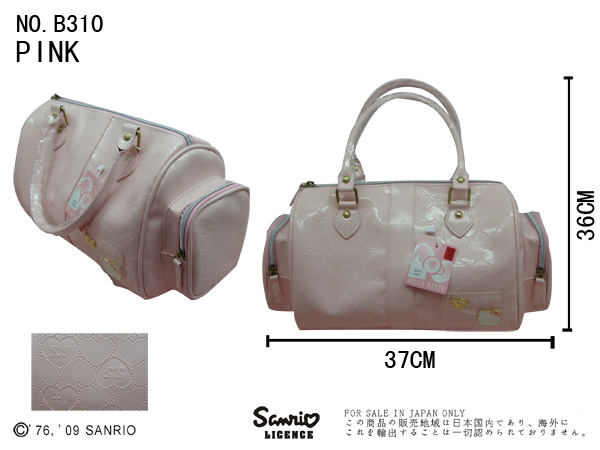 NO. B310
PINK
36CM
HELLO KITTY
37CM
©'76,'09 SANRIO
Sanrio
LICENCE
FOR SALE IN JAPAN ONLY
この商品の販売地域は日本国内であり、海外に
これを輸出することは一切認められておりません。